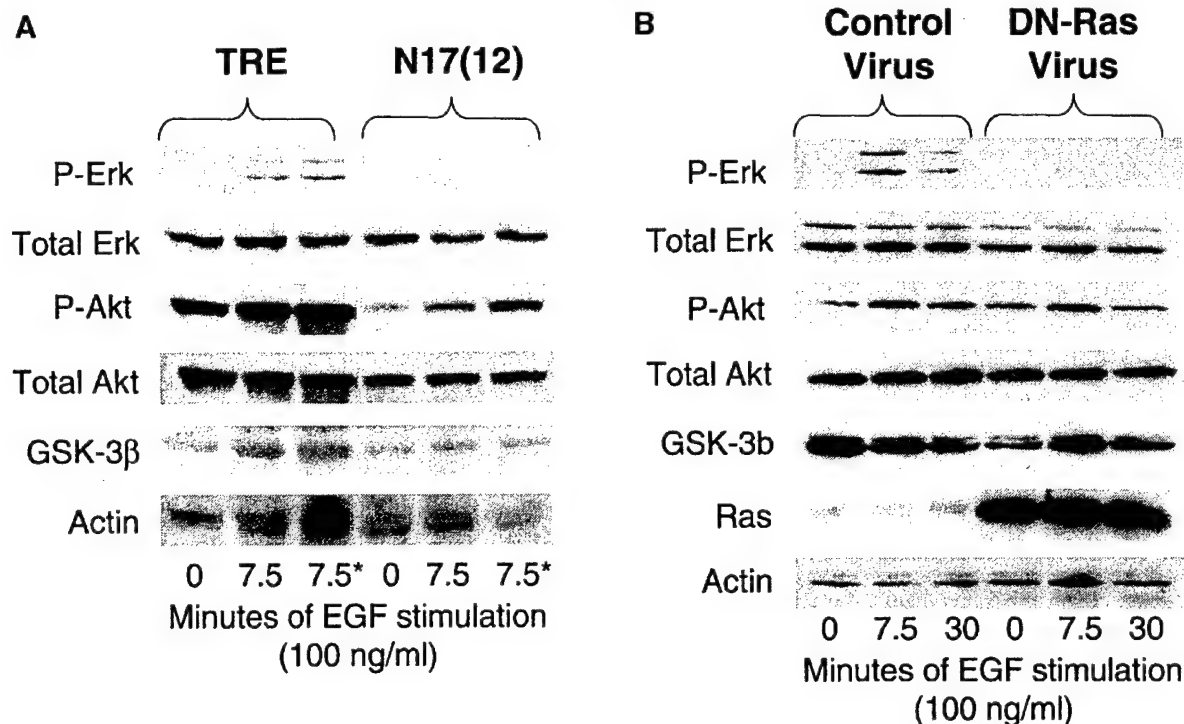 A
TRE N17(12)
P-Erk
Total Erk
P-Akt
Total Akt
GSK-3β
Actin
0 7.5 7.5* 0 7.5 7.5*
Minutes of EGF stimulation
(100 ng/ml)
B
Control DN-Ras
Virus Virus
P-Erk
Total Erk
P-Akt
Total Akt
GSK-3b
Ras
Actin
0 7.5 30 0 7.5 30
Minutes of EGF stimulation
(100 ng/ml)